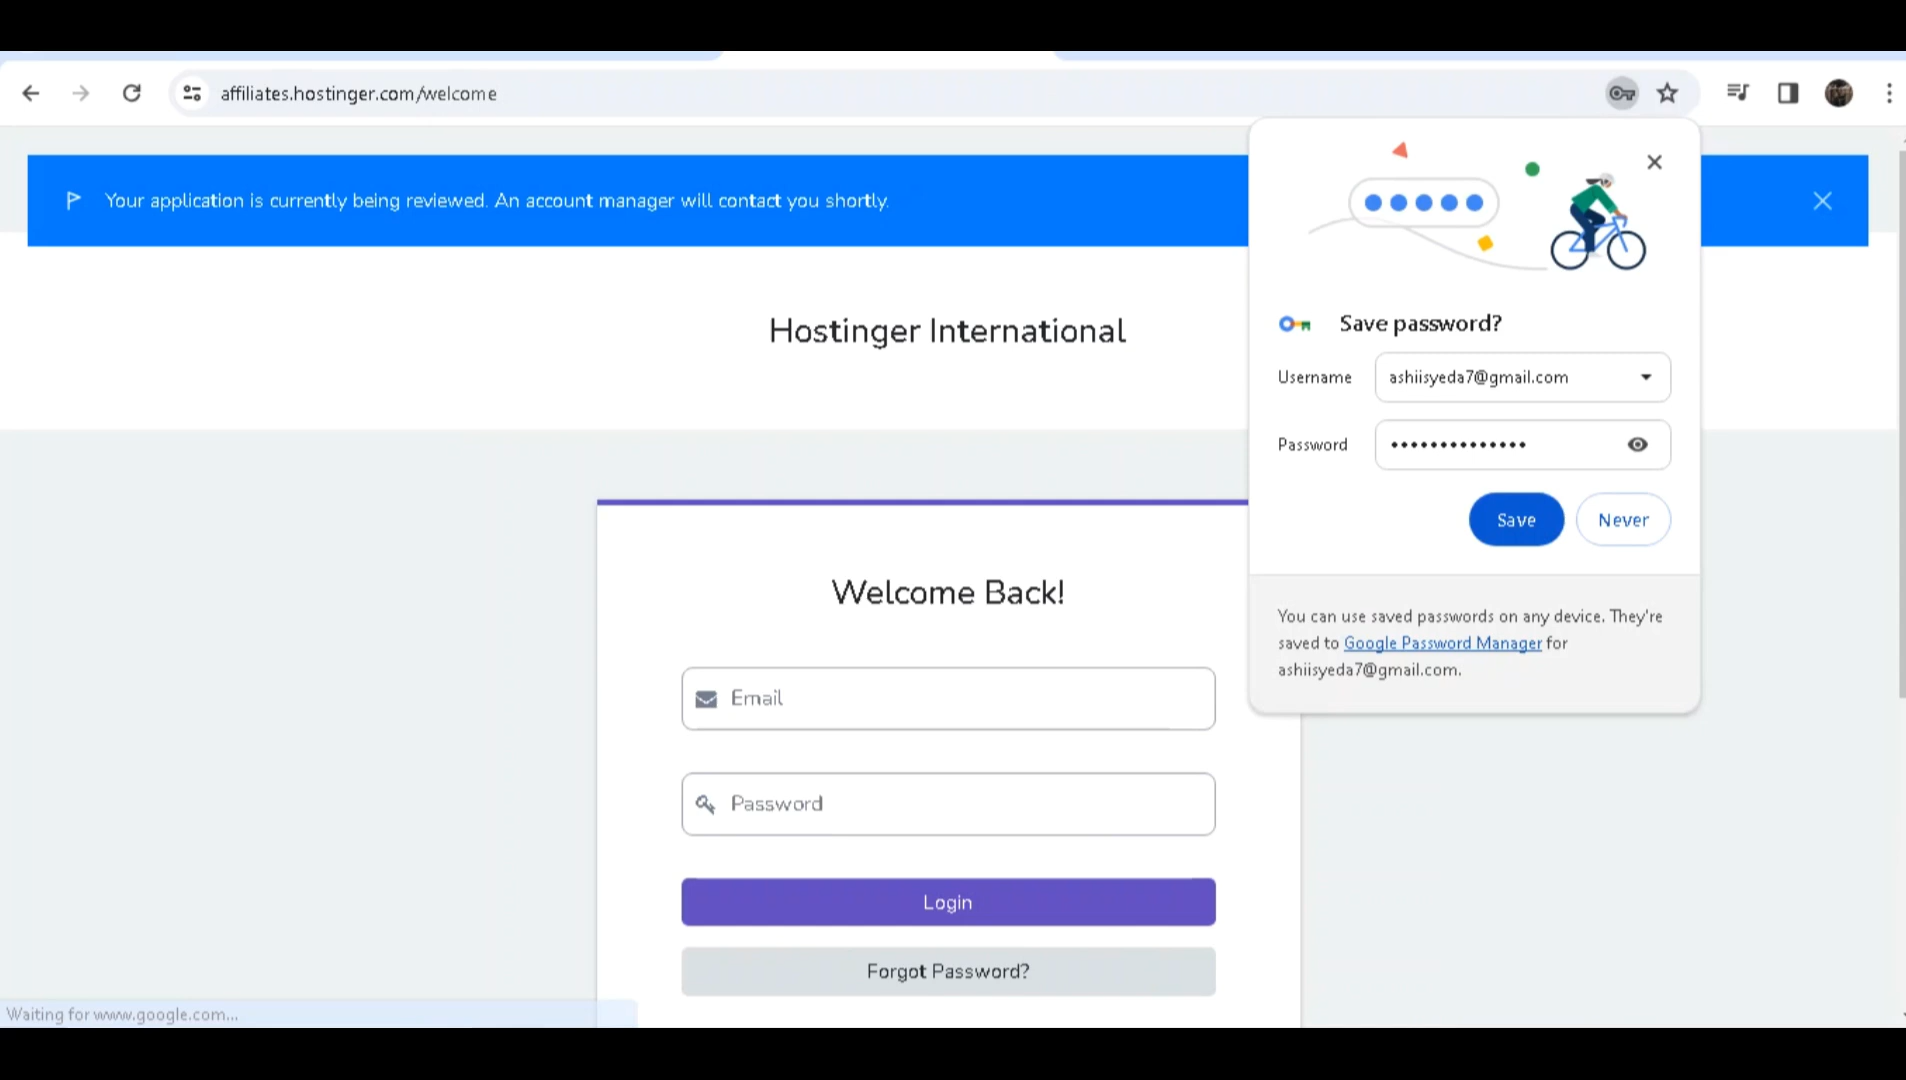 affiliates.hostinger.com/welcome
Your application is currently being reviewed. An account manager will contact you shortly.
Hostinger International
Save password?
Username ashiisyeda7@gmail.com
Password ••••••••••••••
Save Never
You can use saved passwords on any device. They're
saved to Google Password Manager for
ashiisyeda7@gmail.com.
Welcome Back!
Email
Password
Login
Forgot Password?
Waiting for www.google.com...